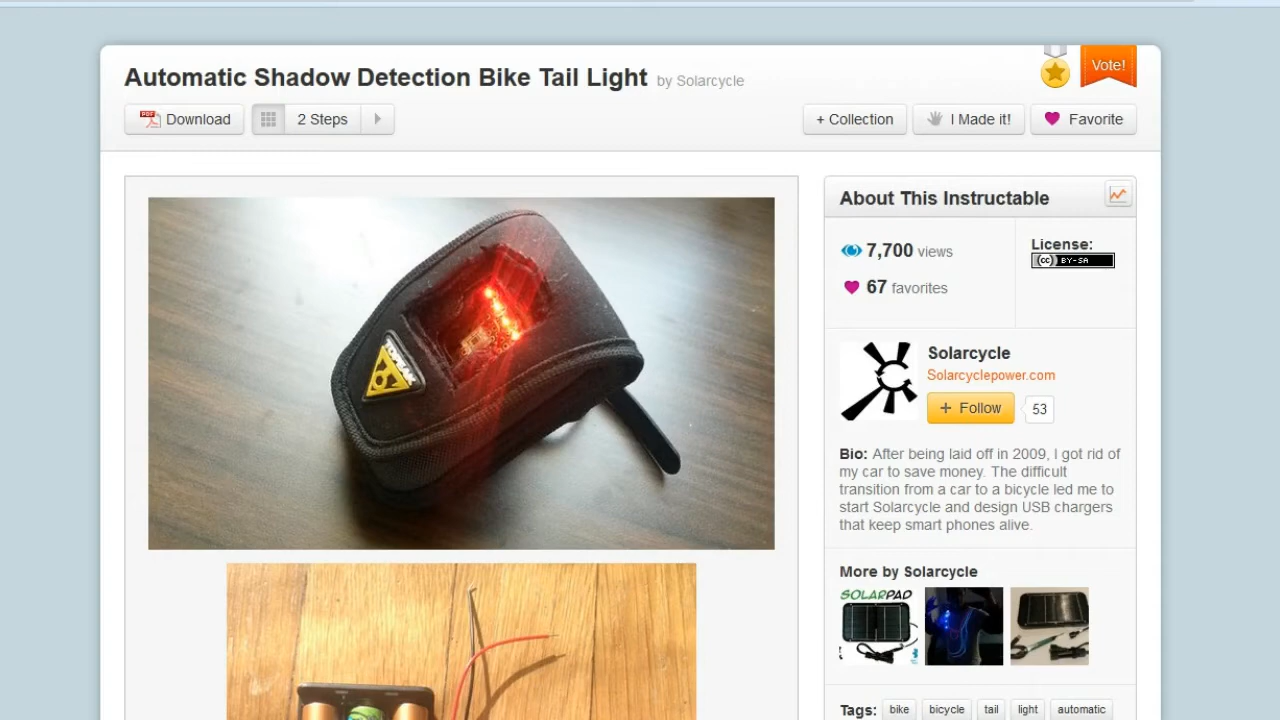 Automatic Shadow Detection Bike Tail Light by Solarcycle
Vote!
PDF Download
2 Steps
+ Collection
I Made it!
Favorite
About This Instructable
7,700 views
License:
(cc) BY-SA
67 favorites
TOPEAK
Solarcycle
Solarcyclepower.com
+ Follow
53
Bio: After being laid off in 2009, I got rid of
my car to save money. The difficult
transition from a car to a bicycle led me to
start Solarcycle and design USB chargers
that keep smart phones alive.
More by Solarcycle
SOLARPAD
Tags: bike bicycle tail light automatic